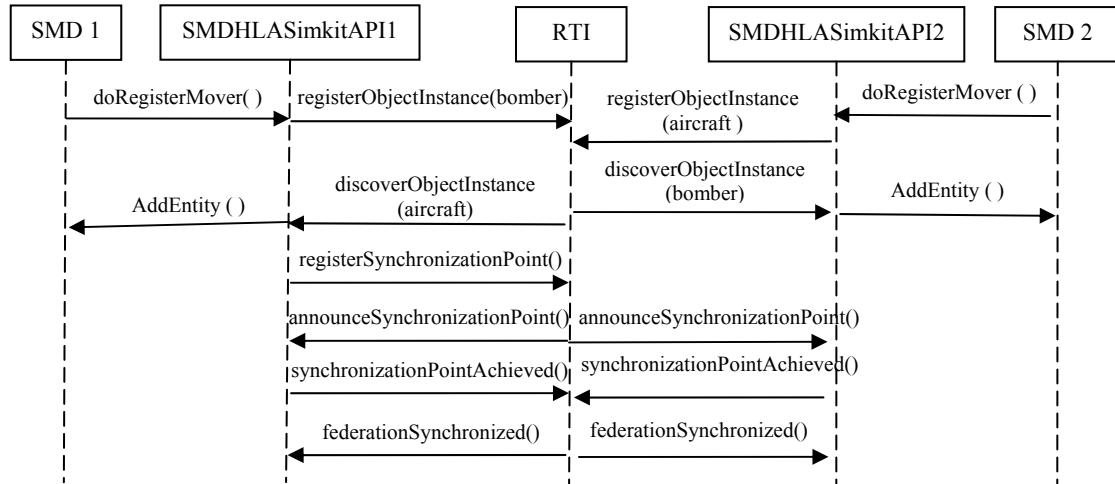 SMD 1
SMDHLASimkitAPI1
RTI
SMDHLASimkitAPI2
SMD 2
doRegisterMover( )
registerObjectInstance(bomber)
registerObjectInstance
(aircraft )
doRegisterMover ( )
AddEntity ( )
discoverObjectInstance
(aircraft)
discoverObjectInstance
(bomber)
AddEntity ( )
registerSynchronizationPoint()
announceSynchronizationPoint()
announceSynchronizationPoint()
synchronizationPointAchieved()
synchronizationPointAchieved()
federationSynchronized()
federationSynchronized()